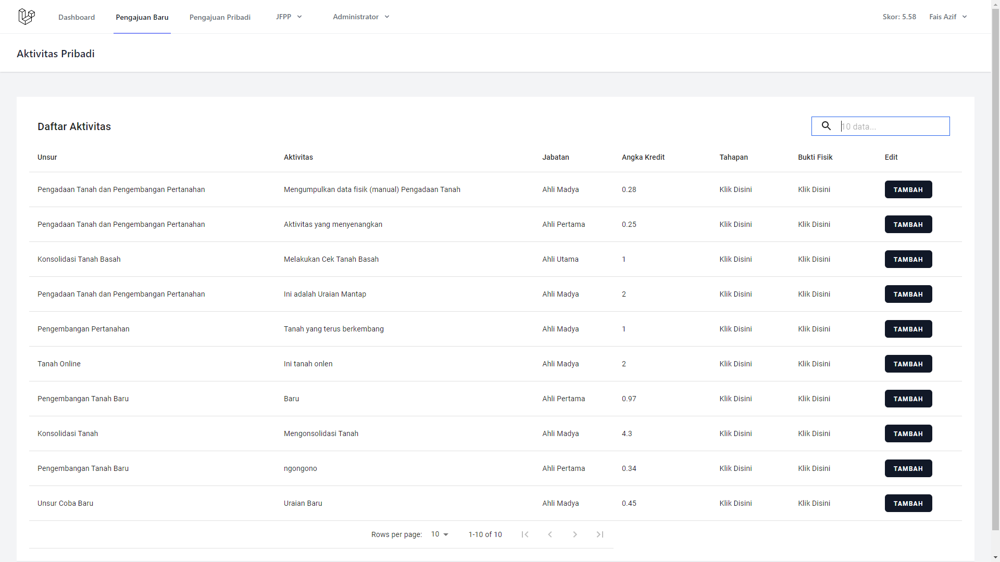 Dashboard Pengajuan Baru Pengajuan Pribadi JFPP Administrator Skor: 5.58 Fais Azif
Aktivitas Pribadi
Daftar Aktivitas 10 data...
Unsur Aktivitas Jabatan Angka Kredit Tahapan Bukti Fisik Edit
Pengadaan Tanah dan Pengembangan Pertanahan Mengumpulkan data fisik (manual) Pengadaan Tanah Ahli Madya 0.28 Klik Disini Klik Disini TAMBAH
Pengadaan Tanah dan Pengembangan Pertanahan Aktivitas yang menyenangkan Ahli Pertama 0.25 Klik Disini Klik Disini TAMBAH
Konsolidasi Tanah Basah Melakukan Cek Tanah Basah Ahli Utama 1 Klik Disini Klik Disini TAMBAH
Pengadaan Tanah dan Pengembangan Pertanahan Ini adalah Uraian Mantap Ahli Madya 2 Klik Disini Klik Disini TAMBAH
Pengembangan Pertanahan Tanah yang terus berkembang Ahli Madya 1 Klik Disini Klik Disini TAMBAH
Tanah Online Ini tanah onlen Ahli Madya 2 Klik Disini Klik Disini TAMBAH
Pengembangan Tanah Baru Baru Ahli Pertama 0.97 Klik Disini Klik Disini TAMBAH
Konsolidasi Tanah Mengonsolidasi Tanah Ahli Madya 4.3 Klik Disini Klik Disini TAMBAH
Pengembangan Tanah Baru ngongono Ahli Pertama 0.34 Klik Disini Klik Disini TAMBAH
Unsur Coba Baru Uraian Baru Ahli Madya 0.45 Klik Disini Klik Disini TAMBAH
Rows per page: 10 1-10 of 10